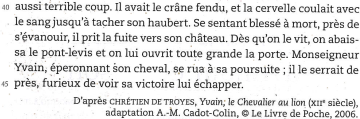 40 aussi terrible coup. Il avait le crâne fendu, et la cervelle coulait avec
le sang jusqu'à tacher son haubert. Se sentant blessé à mort, près de
s'évanouir, il prit la fuite vers son château. Dès qu'on le vit, on abais-
sa le pont-levis et on lui ouvrit toute grande la porte. Monseigneur
Yvain, éperonnant son cheval, se rua à sa poursuite ; il le serrait de
45 près, furieux de voir sa victoire lui échapper.
D'après CHRÉTIEN DE TROYES, Yvain; le Chevalier au lion (XIIe siècle),
adaptation A.-M. Cadot-Colin, © Le Livre de Poche, 2006.